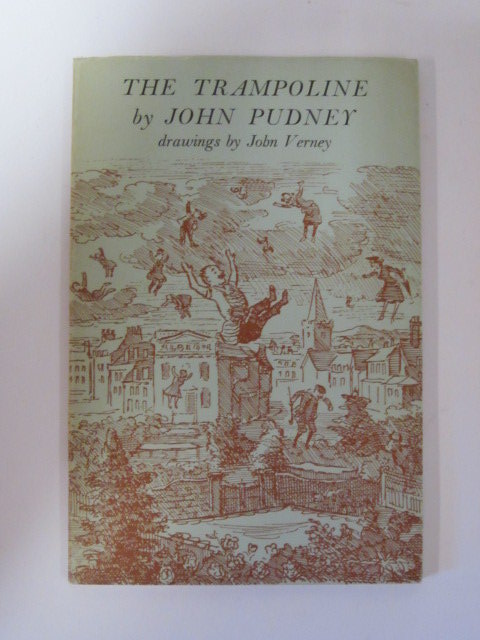 THE TRAMPOLINE
by JOHN PUDNEY
drawings by John Verney